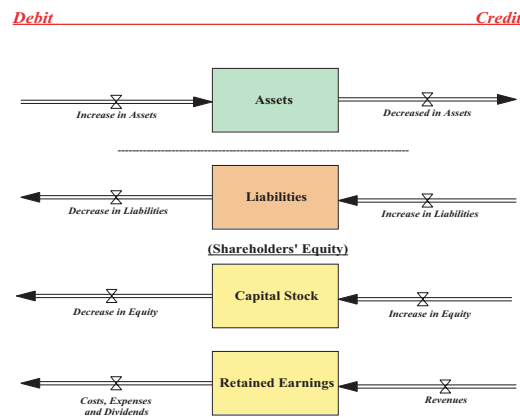 Debit Credit
Assets
Increase in Assets Decreased in Assets
Liabilities
Decrease in Liabilities Increase in Liabilities
(Shareholders' Equity)
Capital Stock
Decrease in Equity Increase in Equity
Retained Earnings
Costs, Expenses Revenues
and Dividends